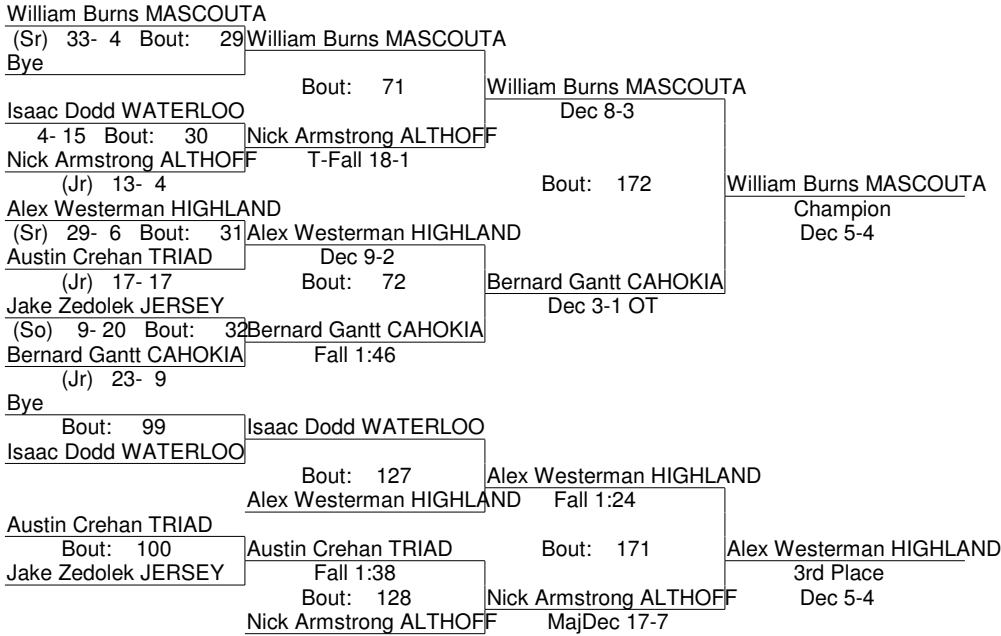 William Burns MASCOUTA
(Sr) 33- 4 Bout: 29 William Burns MASCOUTA
Bye
Bout: 71 William Burns MASCOUTA
Isaac Dodd WATERLOO Dec 8-3
4- 15 Bout: 30 Nick Armstrong ALTHOFF
Nick Armstrong ALTHOFF T-Fall 18-1
(Jr) 13- 4 Bout: 172 William Burns MASCOUTA
Alex Westerman HIGHLAND Champion
(Sr) 29- 6 Bout: 31 Alex Westerman HIGHLAND Dec 5-4
Austin Crehan TRIAD Dec 9-2
(Jr) 17- 17 Bout: 72 Bernard Gantt CAHOKIA
Jake Zedolek JERSEY Dec 3-1 OT
(So) 9- 20 Bout: 32 Bernard Gantt CAHOKIA
Bernard Gantt CAHOKIA Fall 1:46
(Jr) 23- 9
Bye
Bout: 99 Isaac Dodd WATERLOO
Isaac Dodd WATERLOO
Bout: 127 Alex Westerman HIGHLAND
Alex Westerman HIGHLAND Fall 1:24
Austin Crehan TRIAD
Bout: 100 Austin Crehan TRIAD Bout: 171 Alex Westerman HIGHLAND
Jake Zedolek JERSEY Fall 1:38 3rd Place
Bout: 128 Nick Armstrong ALTHOFF Dec 5-4
Nick Armstrong ALTHOFF MajDec 17-7